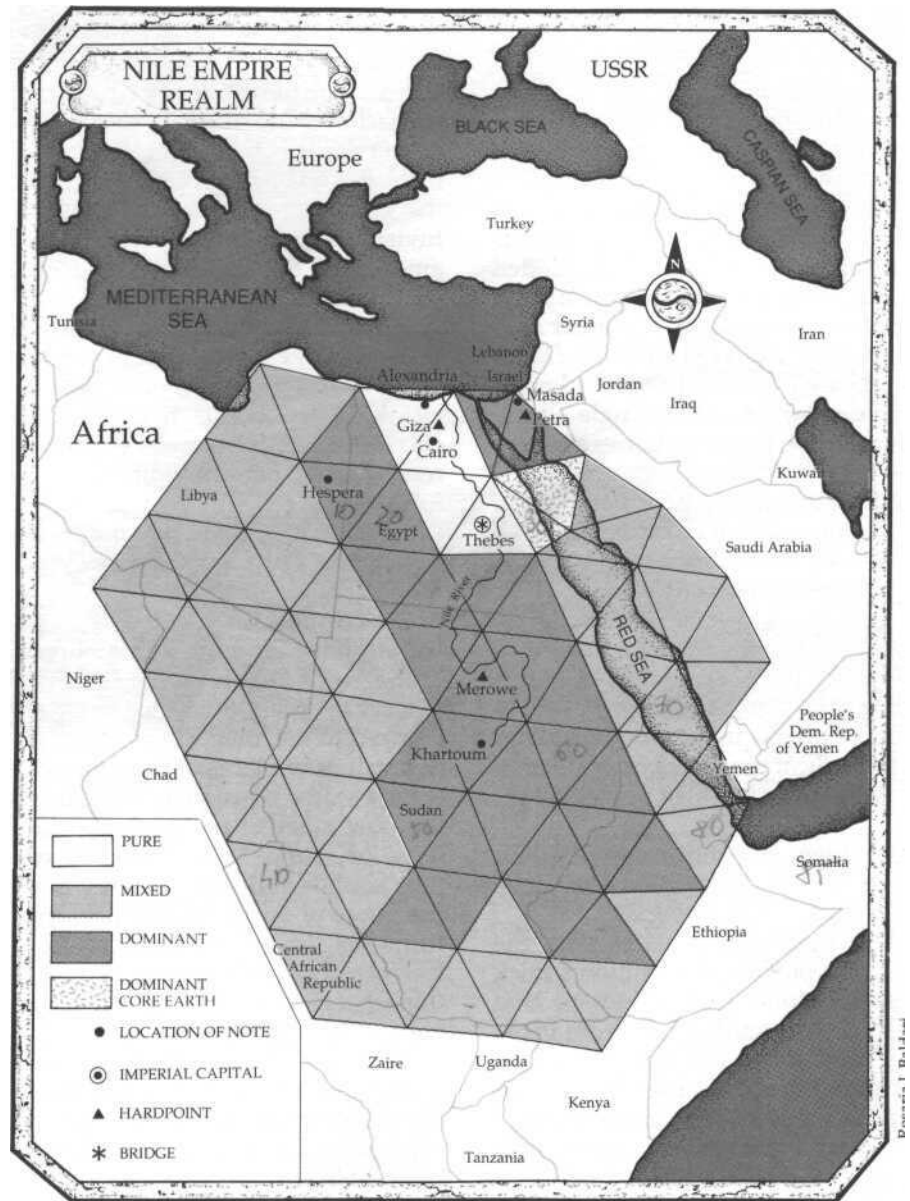 NILE EMPIRE
REALM
USSR
BLACK SEA
CASPIAN SEA
Europe
Turkey
N
MEDITERRANEAN
SEA
Tunisia
Syria
Iran
Lebanon
Israel
Jordan
Iraq
Alexandria
Masada
Petra
Africa
Giza
Cairo
Kuwait
Libya
Hespera
10
20
Egypt
Thebes
Saudi Arabia
Nile River
RED SEA
Niger
Merowe
70
People's
Dem. Rep.
of Yemen
Khartoum
60
Yemen
Chad
Sudan
50
80
Somalia
40
PURE
MIXED
DOMINANT
DOMINANT
CORE EARTH
LOCATION OF NOTE
IMPERIAL CAPITAL
HARDPOINT
BRIDGE
Central
African
Republic
Ethiopia
Zaire
Uganda
Kenya
Tanzania
Rosaria J. Baldari